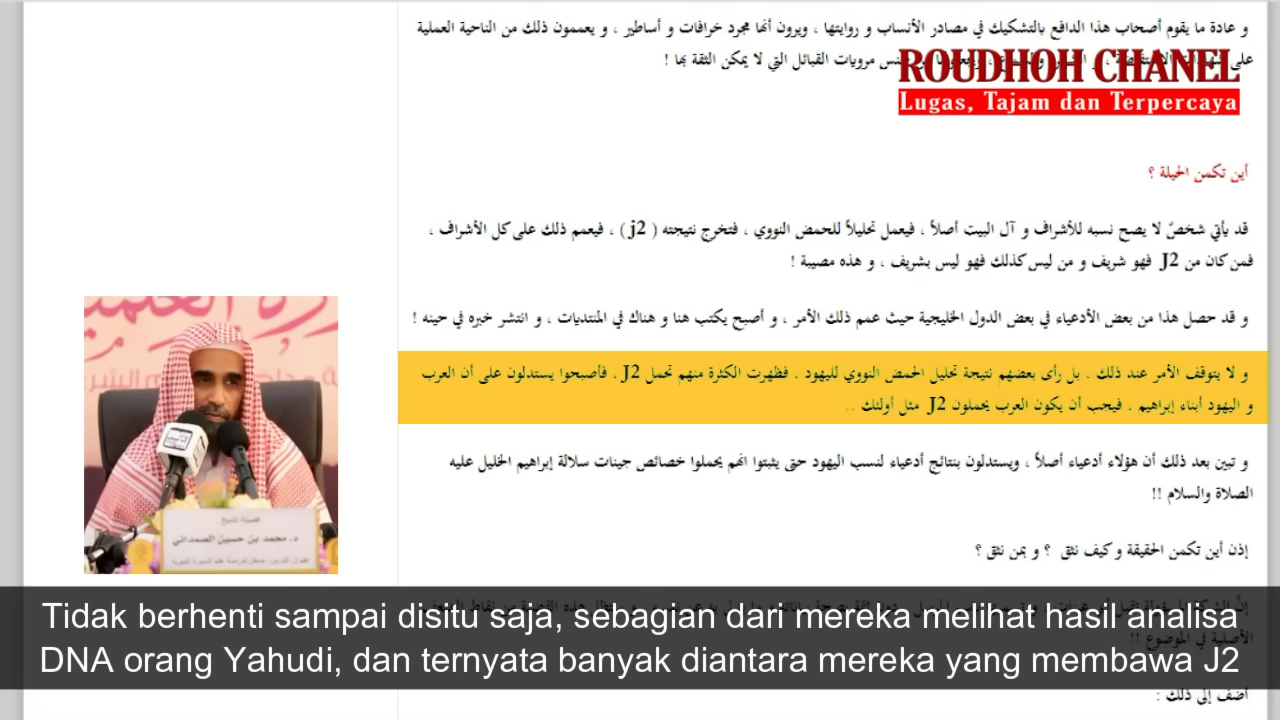 و عادة ما يقوم أصحاب هذا الدافع بالتشكيك في مصادر الأنساب و روايتها ، ويرون أنها مجرد خرافات و أساطير ، و يعممون ذلك من الناحية العملية
مرويات القبائل التي لا يمكن الثقة بها !
ROUDHOH CHANEL
Lugas, Tajam dan Terpercaya
أين تكمن الحيلة ؟
قد يأتي شخصٌ لا يصح نسبه للأشراف و آل البيت أصلاً ، فيعمل تحليلاً للحمض النووي ، فتخرج نتيجته ( j2 ) ، فيعمم ذلك على كل الأشراف ،
فمن كان من J2 فهو شريف و من ليس كذلك فهو ليس بشريف ، و هذه مصيبة !
و قد حصل هذا من بعض الأدعياء في بعض الدول الخليجية حيث عمم ذلك الأمر ، و أصبح يكتب هنا و هناك في المنتديات ، و انتشر خبره في حينه !
و لا يتوقف الأمر عند ذلك ، بل رأى بعضهم نتيجة تحليل الحمض النووي لليهود ، فظهرت الكثرة منهم تحمل J2 ، فأصبحوا يستدلون على أن العرب
و اليهود أبناء إبراهيم ، فيجب أن يكون العرب يحملون J2 مثل أولئك ..
و تبين بعد ذلك أن هؤلاء أدعياء أصلاً ، ويستدلون بنتائج أدعياء لنسب اليهود حتى يثبتوا انهم يحملوا خصائص جينات سلالة إبراهيم الخليل عليه
الصلاة والسلام !!
إذن أين تكمن الحقيقة و كيف نثق ؟ و بمن نثق ؟
فضيلة الشيخ
د. محمد بن حسين الصمداني
Tidak berhenti sampai disitu saja, sebagian dari mereka melihat hasil analisa
DNA orang Yahudi, dan ternyata banyak diantara mereka yang membawa J2
الأصلية في الموضوع !!
أضف إلى ذلك :